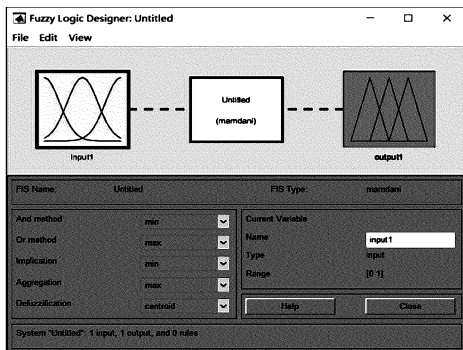 Fuzzy Logic Designer: Untitled
File Edit View
Untitled
(mamdani)
input1
output1
FIS Name: Untitled FIS Type: mamdani
And method min
Or method max
Implication min
Aggregation max
Defuzzification centroid
Current Variable
Name input1
Type input
Range [0 1]
Help Close
System "Untitled": 1 input, 1 output, and 0 rules